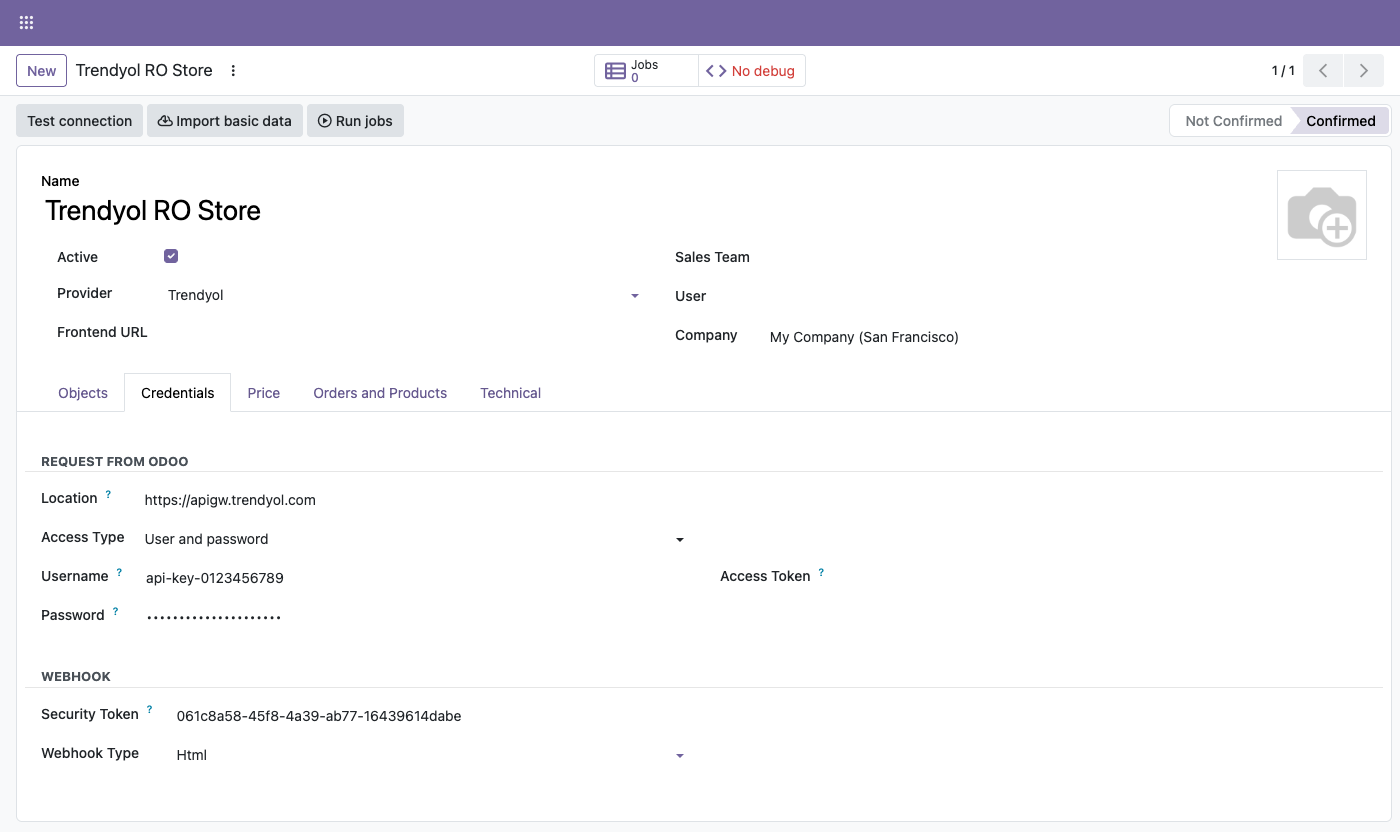 New Trendyol RO Store
Jobs
0
No debug
1 / 1
Test connection Import basic data Run jobs
Not Confirmed Confirmed
Name
Trendyol RO Store
Active
Provider Trendyol
Frontend URL
Sales Team
User
Company My Company (San Francisco)
Objects Credentials Price Orders and Products Technical
REQUEST FROM ODOO
Location ? https://apigw.trendyol.com
Access Type User and password
Username ? api-key-0123456789 Access Token ?
Password ? •••••••••••••••••••••
WEBHOOK
Security Token ? 061c8a58-45f8-4a39-ab77-16439614dabe
Webhook Type Html